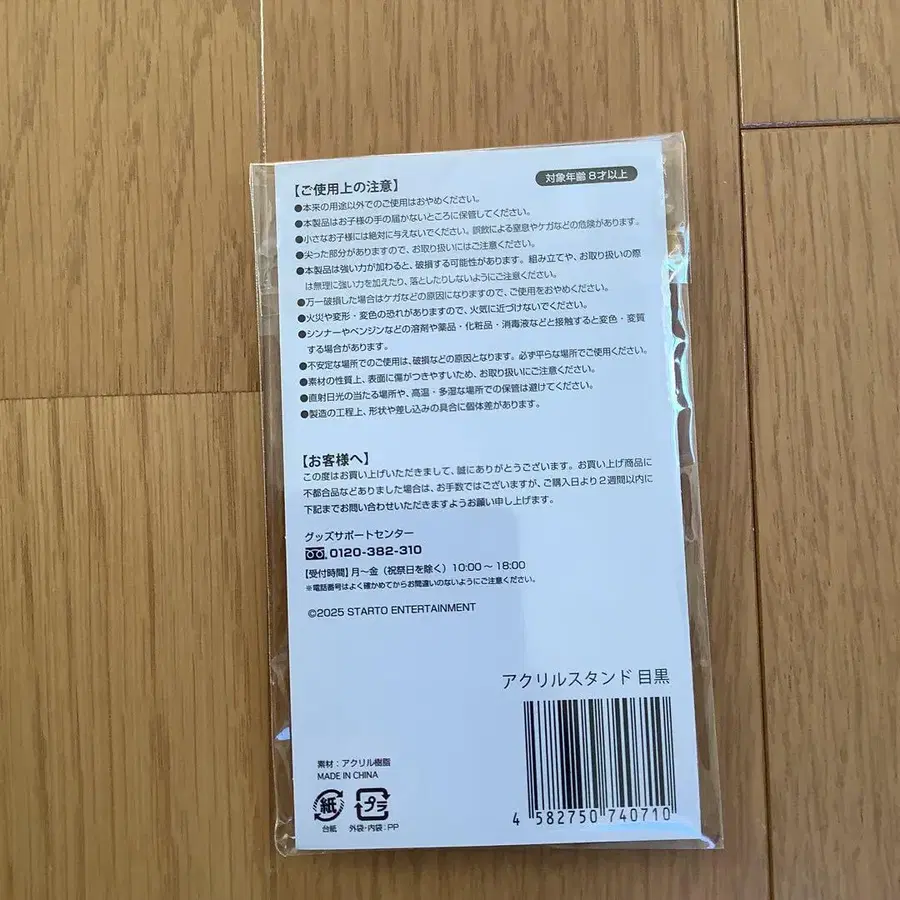 【ご使用上の注意】
対象年齢 8才以上
●本来の用途以外でのご使用はおやめください。
●本製品はお子様の手の届かないところに保管してください。
●小さなお子様には絶対に与えないでください。誤飲による窒息やケガなどの危険があります。
●尖った部分がありますので、お取り扱いにはご注意ください。
●本製品は強い力が加わると、破損する可能性があります。組み立てや、お取り扱いの際
は無理に強い力を加えたり、落としたりしないようにご注意ください。
●万一破損した場合はケガなどの原因になりますので、ご使用をおやめください。
●火災や変形・変色の恐れがありますので、火気に近づけないでください。
●シンナーやベンジンなどの溶剤や薬品・化粧品・消毒液などと接触すると変色・変質
する場合があります。
●不安定な場所でのご使用は、破損などの原因となります。必ず平らな場所でご使用ください。
●素材の性質上、表面に傷がつきやすいため、お取り扱いにご注意ください。
●直射日光の当たる場所や、高温・多湿な場所での保管は避けてください。
●製造の工程上、形状や差し込みの具合に個体差があります。
【お客様へ】
この度はお買い上げいただきまして、誠にありがとうございます。お買い上げ商品に
不都合品などありました場合は、お手数ではございますが、ご購入日より2週間以内に
下記までお問い合わせいただきますようお願い申し上げます。
グッズサポートセンター
0120-382-310
【受付時間】月〜金（祝祭日を除く）10:00〜18:00
※電話番号はよく確かめてからお間違いのないようにご注意ください。
©2025 STARTO ENTERTAINMENT
アクリルスタンド 目黒
素材：アクリル樹脂
MADE IN CHINA
紙
プラ
台紙
外袋・内袋：PP
4 582750 740710